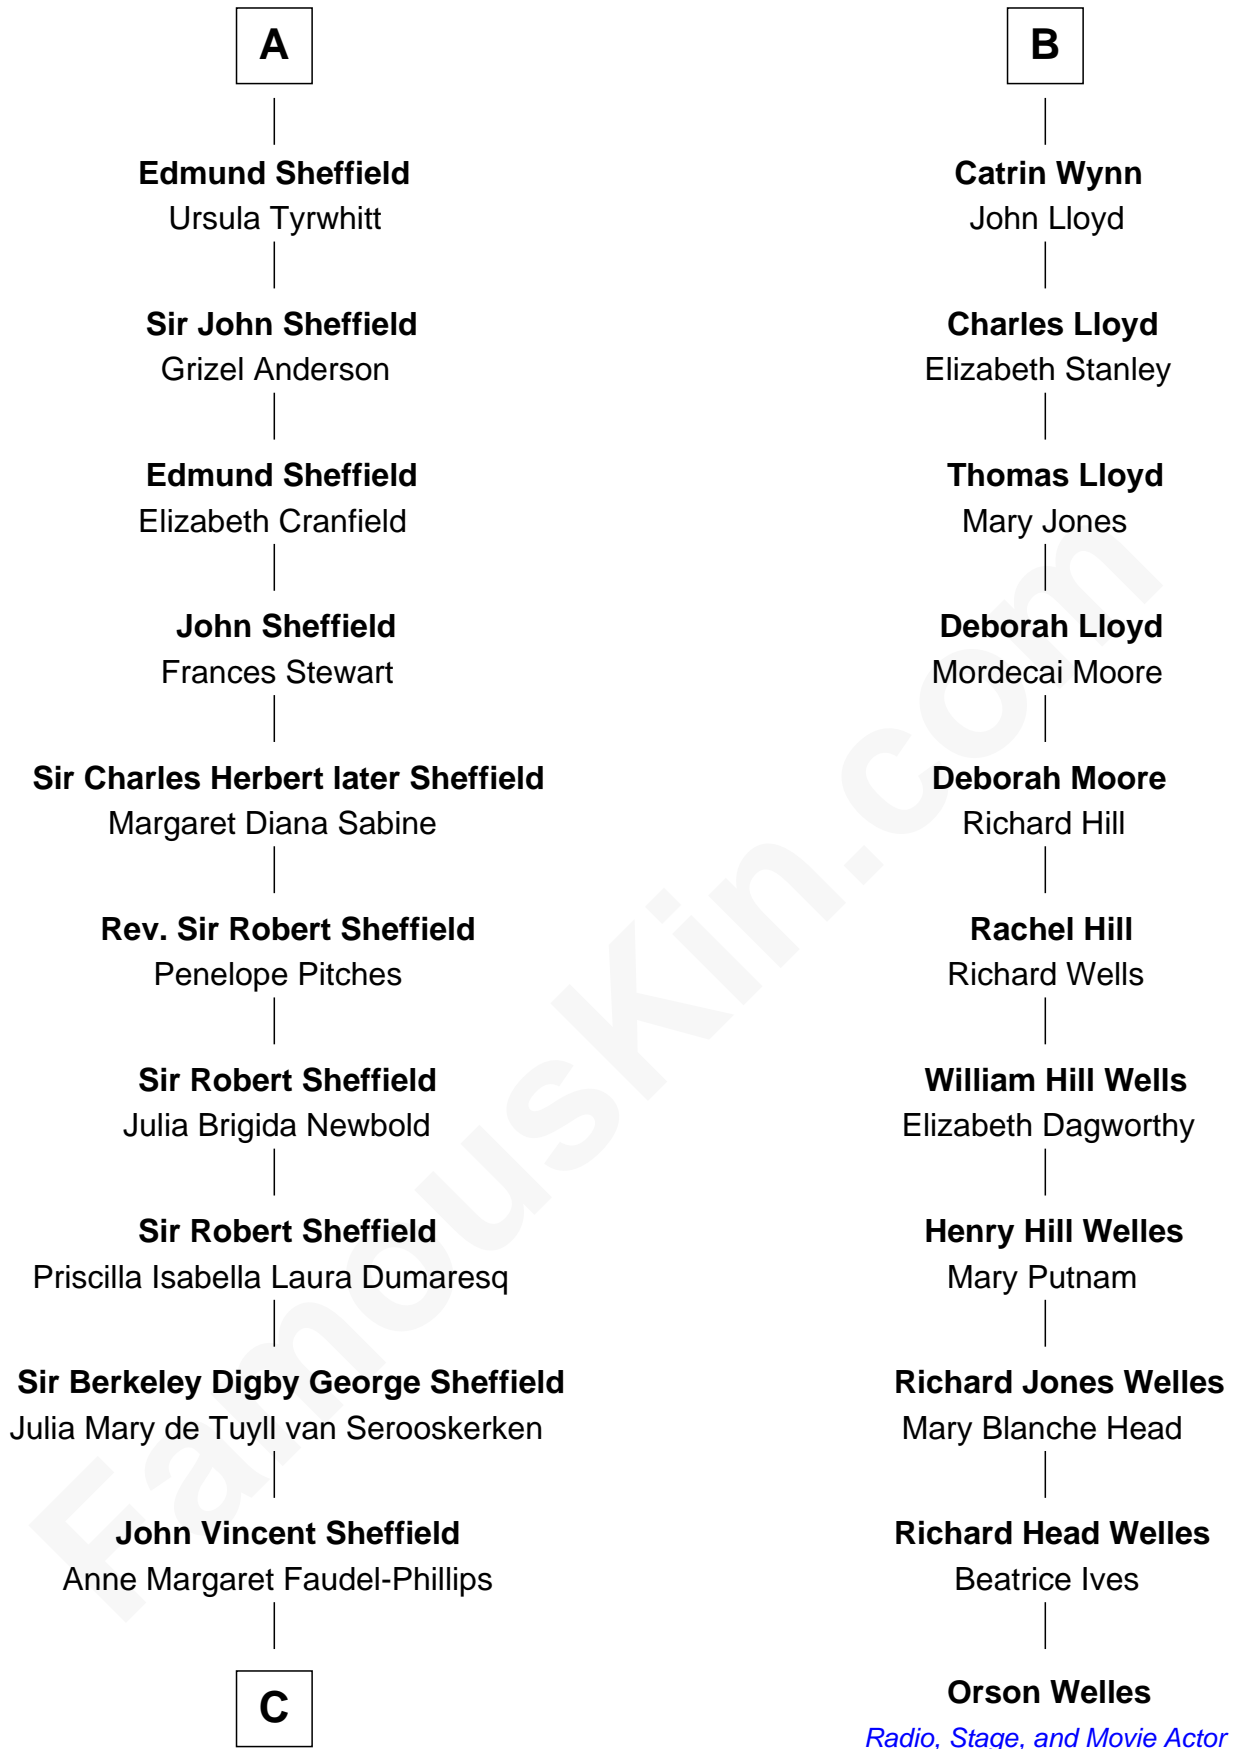 A
Edmund Sheffield
Ursula Tyrwhitt
Sir John Sheffield
Grizel Anderson
Edmund Sheffield
Elizabeth Cranfield
John Sheffield
Frances Stewart
Sir Charles Herbert later Sheffield
Margaret Diana Sabine
Rev. Sir Robert Sheffield
Penelope Pitches
Sir Robert Sheffield
Julia Brigida Newbold
Sir Robert Sheffield
Priscilla Isabella Laura Dumaresq
Sir Berkeley Digby George Sheffield
Julia Mary de Tuyll van Serooskerken
John Vincent Sheffield
Anne Margaret Faudel-Phillips
C
B
Catrin Wynn
John Lloyd
Charles Lloyd
Elizabeth Stanley
Thomas Lloyd
Mary Jones
Deborah Lloyd
Mordecai Moore
Deborah Moore
Richard Hill
Rachel Hill
Richard Wells
William Hill Wells
Elizabeth Dagworthy
Henry Hill Welles
Mary Putnam
Richard Jones Welles
Mary Blanche Head
Richard Head Welles
Beatrice Ives
Orson Welles
Radio, Stage, and Movie Actor
FamousKin.com